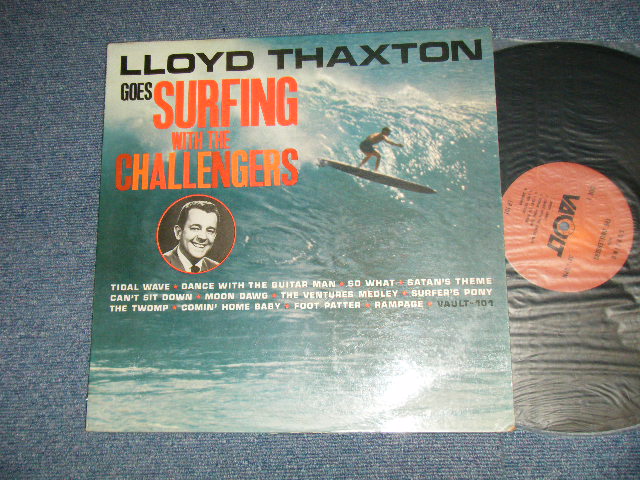 LLOYD THAXTON
GOES SURFING
WITH THE
CHALLENGERS
TIDAL WAVE ★ DANCE WITH THE GUITAR MAN ★ SO WHAT ★ SATAN'S THEME
CAN'T SIT DOWN ★ MOON DAWG ★ THE VENTURES MEDLEY ★ SURFER'S PONY
THE TWOMP ★ COMIN' HOME BABY ★ FOOT PATTER ★ RAMPAGE ★ VAULT-101
VAULT